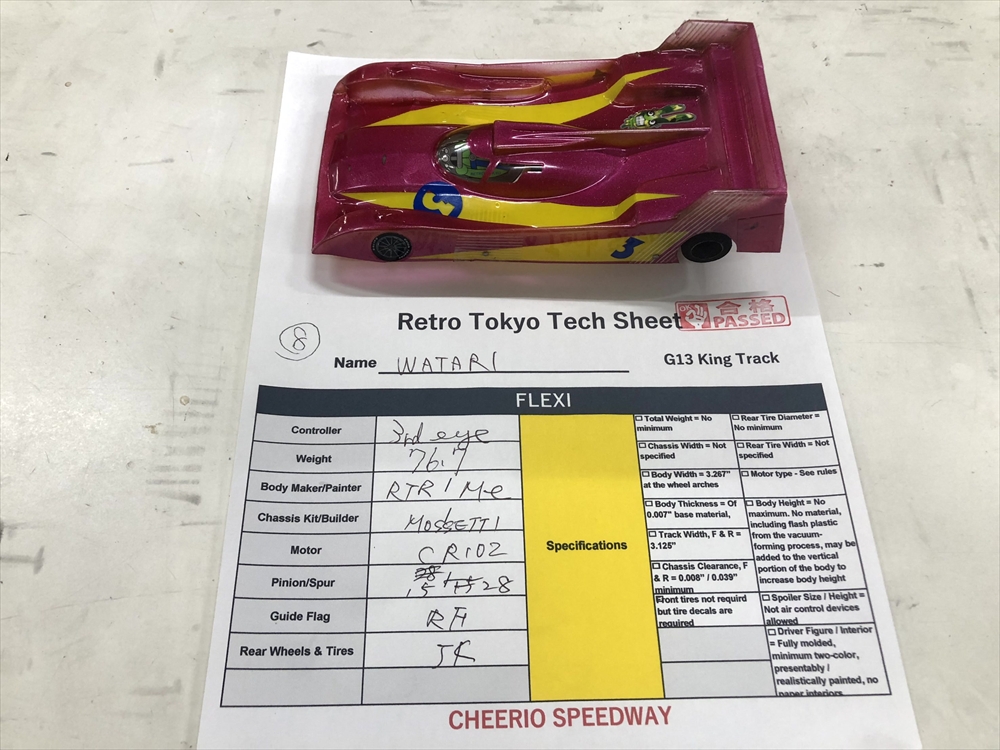 3
3
Retro Tokyo Tech Sheet
合格
PASSED
8
Name WATARI
G13 King Track
FLEXI
Controller 3rd eye
Weight 76.7
Body Maker/Painter RTR / Me
Chassis Kit/Builder MOSSETTI
Motor CR102
Pinion/Spur 15 28
Guide Flag RH
Rear Wheels & Tires JK
Specifications
Total Weight = No
minimum
Chassis Width = Not
specified
Body Width = 3.267"
at the wheel arches
Body Thickness = Of
0.007" base material,
Track Width, F & R =
3.125"
Chassis Clearance, F
& R = 0.008" / 0.039"
minimum
Front tires not requird
but tire decals are
required
Rear Tire Diameter =
No minimum
Rear Tire Width = Not
specified
Motor type - See rules
Body Height = No
maximum. No material,
including flash plastic
from the vacuum-
forming process, may be
added to the vertical
portion of the body to
increase body height
Spoiler Size / Height =
Not air control devices
allowed
Driver Figure / Interior
= Fully molded,
minimum two-color,
presentably /
realistically painted, no
paper interiors
CHEERIO SPEEDWAY